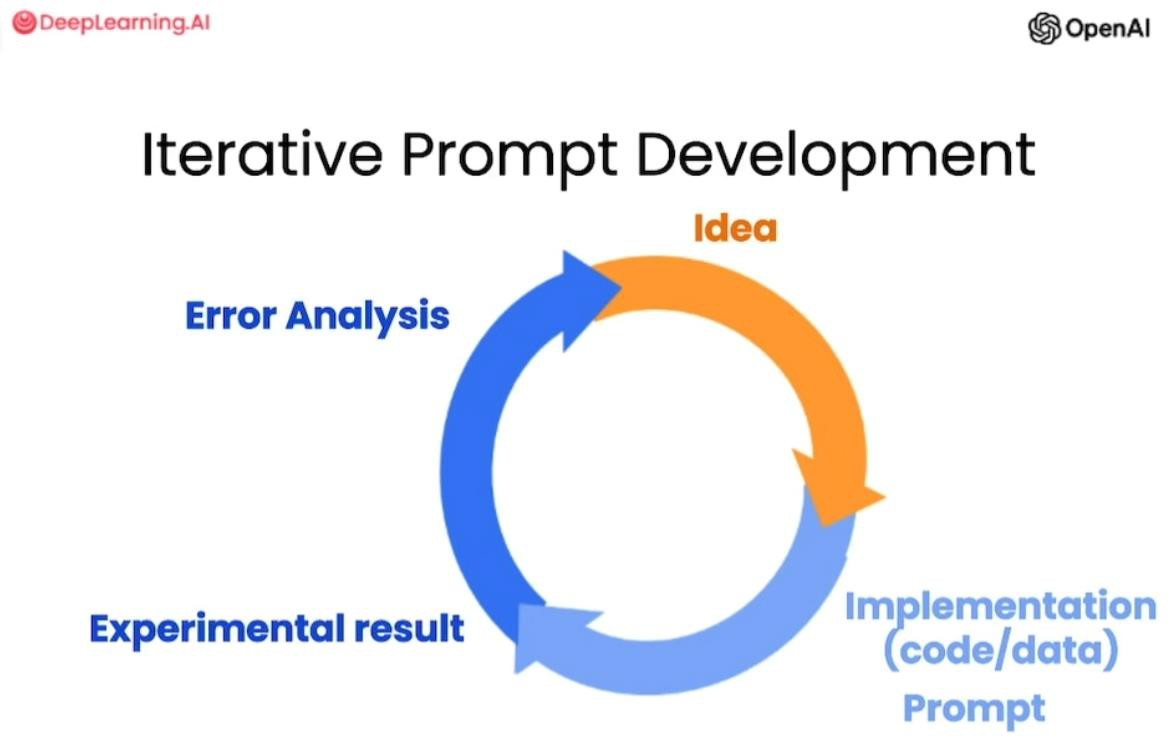 DeepLearning.AI
OpenAI
Iterative Prompt Development
Idea
Error Analysis
Implementation
(code/data)
Experimental result
Prompt